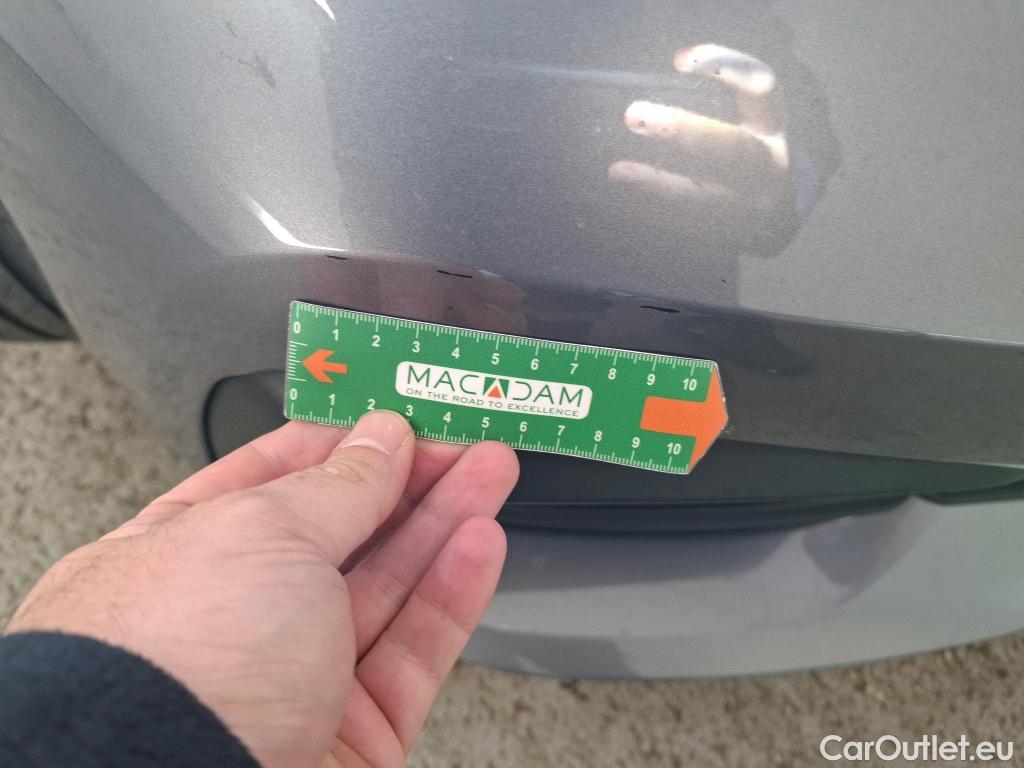 0 1 2 3 4 5 6 7 8 9 10
MACADAM
ON THE ROAD TO EXCELLENCE
0 1 2 3 4 5 6 7 8 9 10
CarOutlet.eu